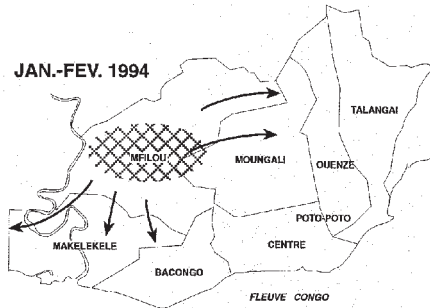 JAN.-FEV. 1994
TALANGAI
MFILOU
MOUNGALI
OUENZE
POTO-POTO
MAKELEKELE
CENTRE
BACONGO
FLEUVE CONGO